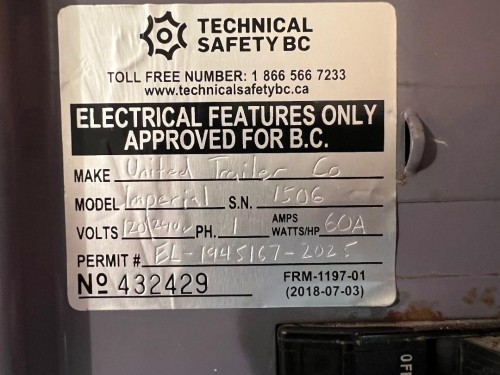 TECHNICAL
SAFETY BC
TOLL FREE NUMBER: 1 866 566 7233
www.technicalsafetybc.ca
ELECTRICAL FEATURES ONLY
APPROVED FOR B.C.
MAKE United Trailer Co
MODEL Imperial S.N. 1506
VOLTS 120/240v PH. 1 AMPS WATTS/HP 60A
PERMIT # EL-1945167-2025
Nº 432429 FRM-1197-01
(2018-07-03)
OFF